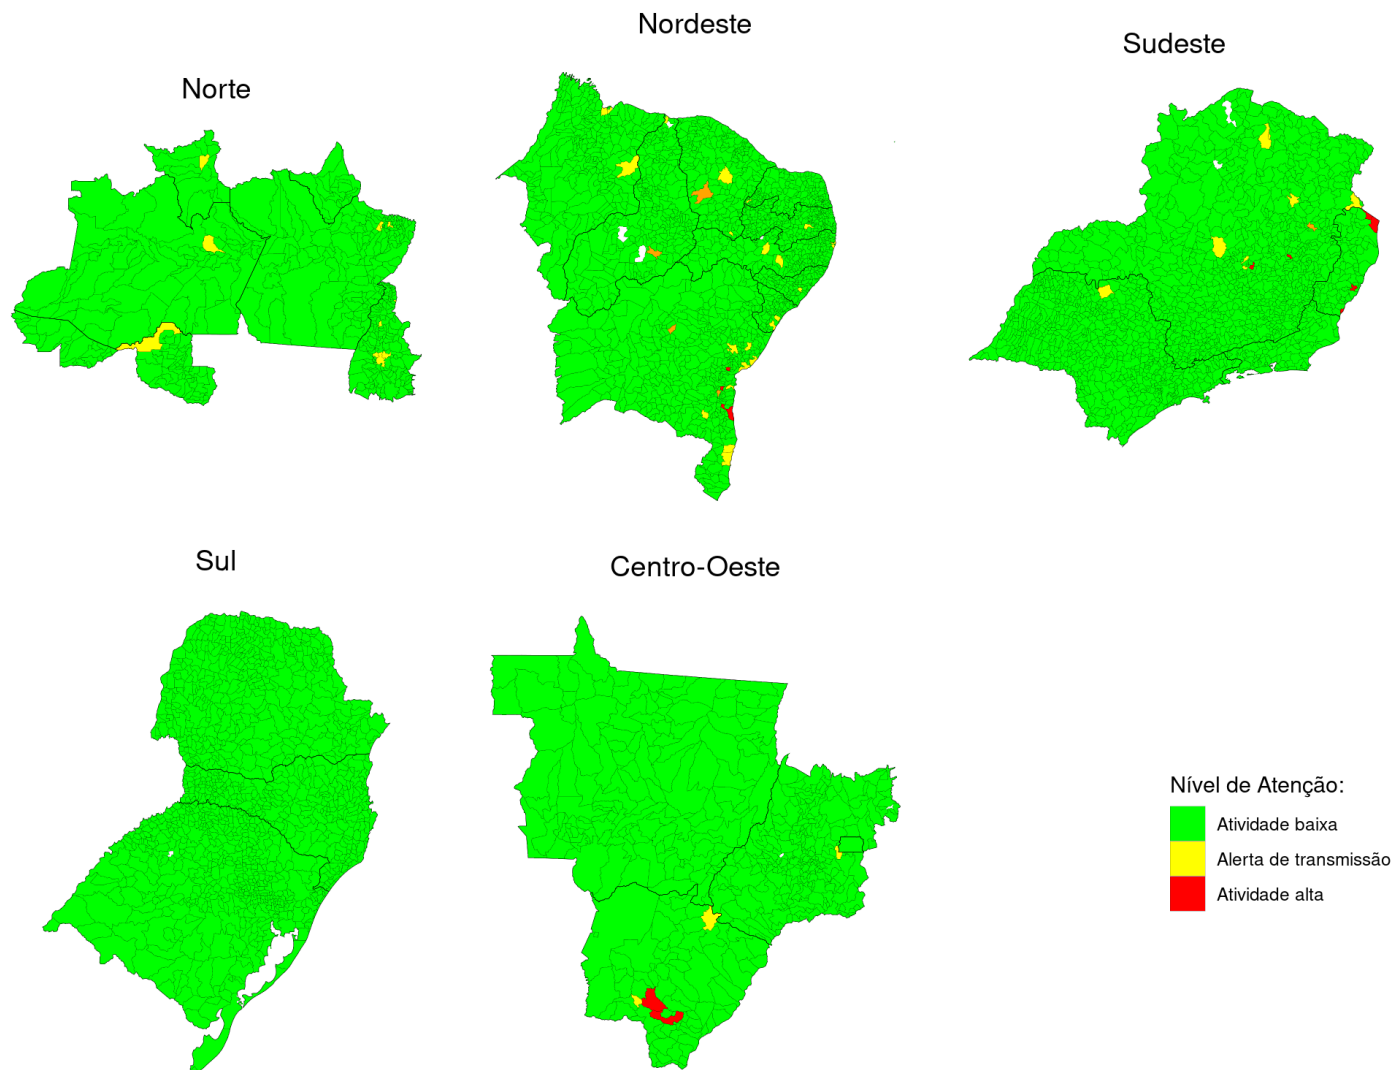 Norte
Nordeste
Sudeste
Sul
Centro-Oeste
Nível de Atenção:
Atividade baixa
Alerta de transmissão
Atividade alta